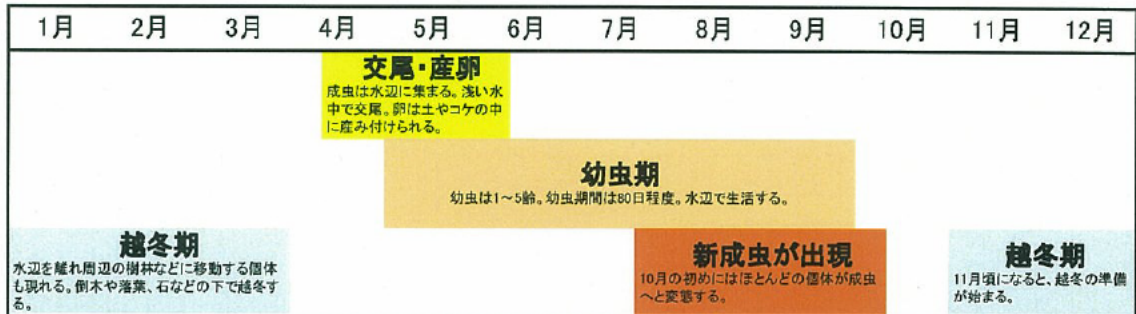 1月 2月 3月 4月 5月 6月 7月 8月 9月 10月 11月 12月
交尾・産卵
成虫は水辺に集まる。浅い水
中で交尾。卵は土やコケの中
に産み付けられる。
幼虫期
幼虫は1～5齢。幼虫期間は80日程度。水辺で生活する。
越冬期
水辺を離れ周辺の樹林などに移動する個体
も現れる。倒木や落葉、石などの下で越冬す
る。
新成虫が出現
10月の初めにはほとんどの個体が成虫
へと変態する。
越冬期
11月頃になると、越冬の準備
が始まる。